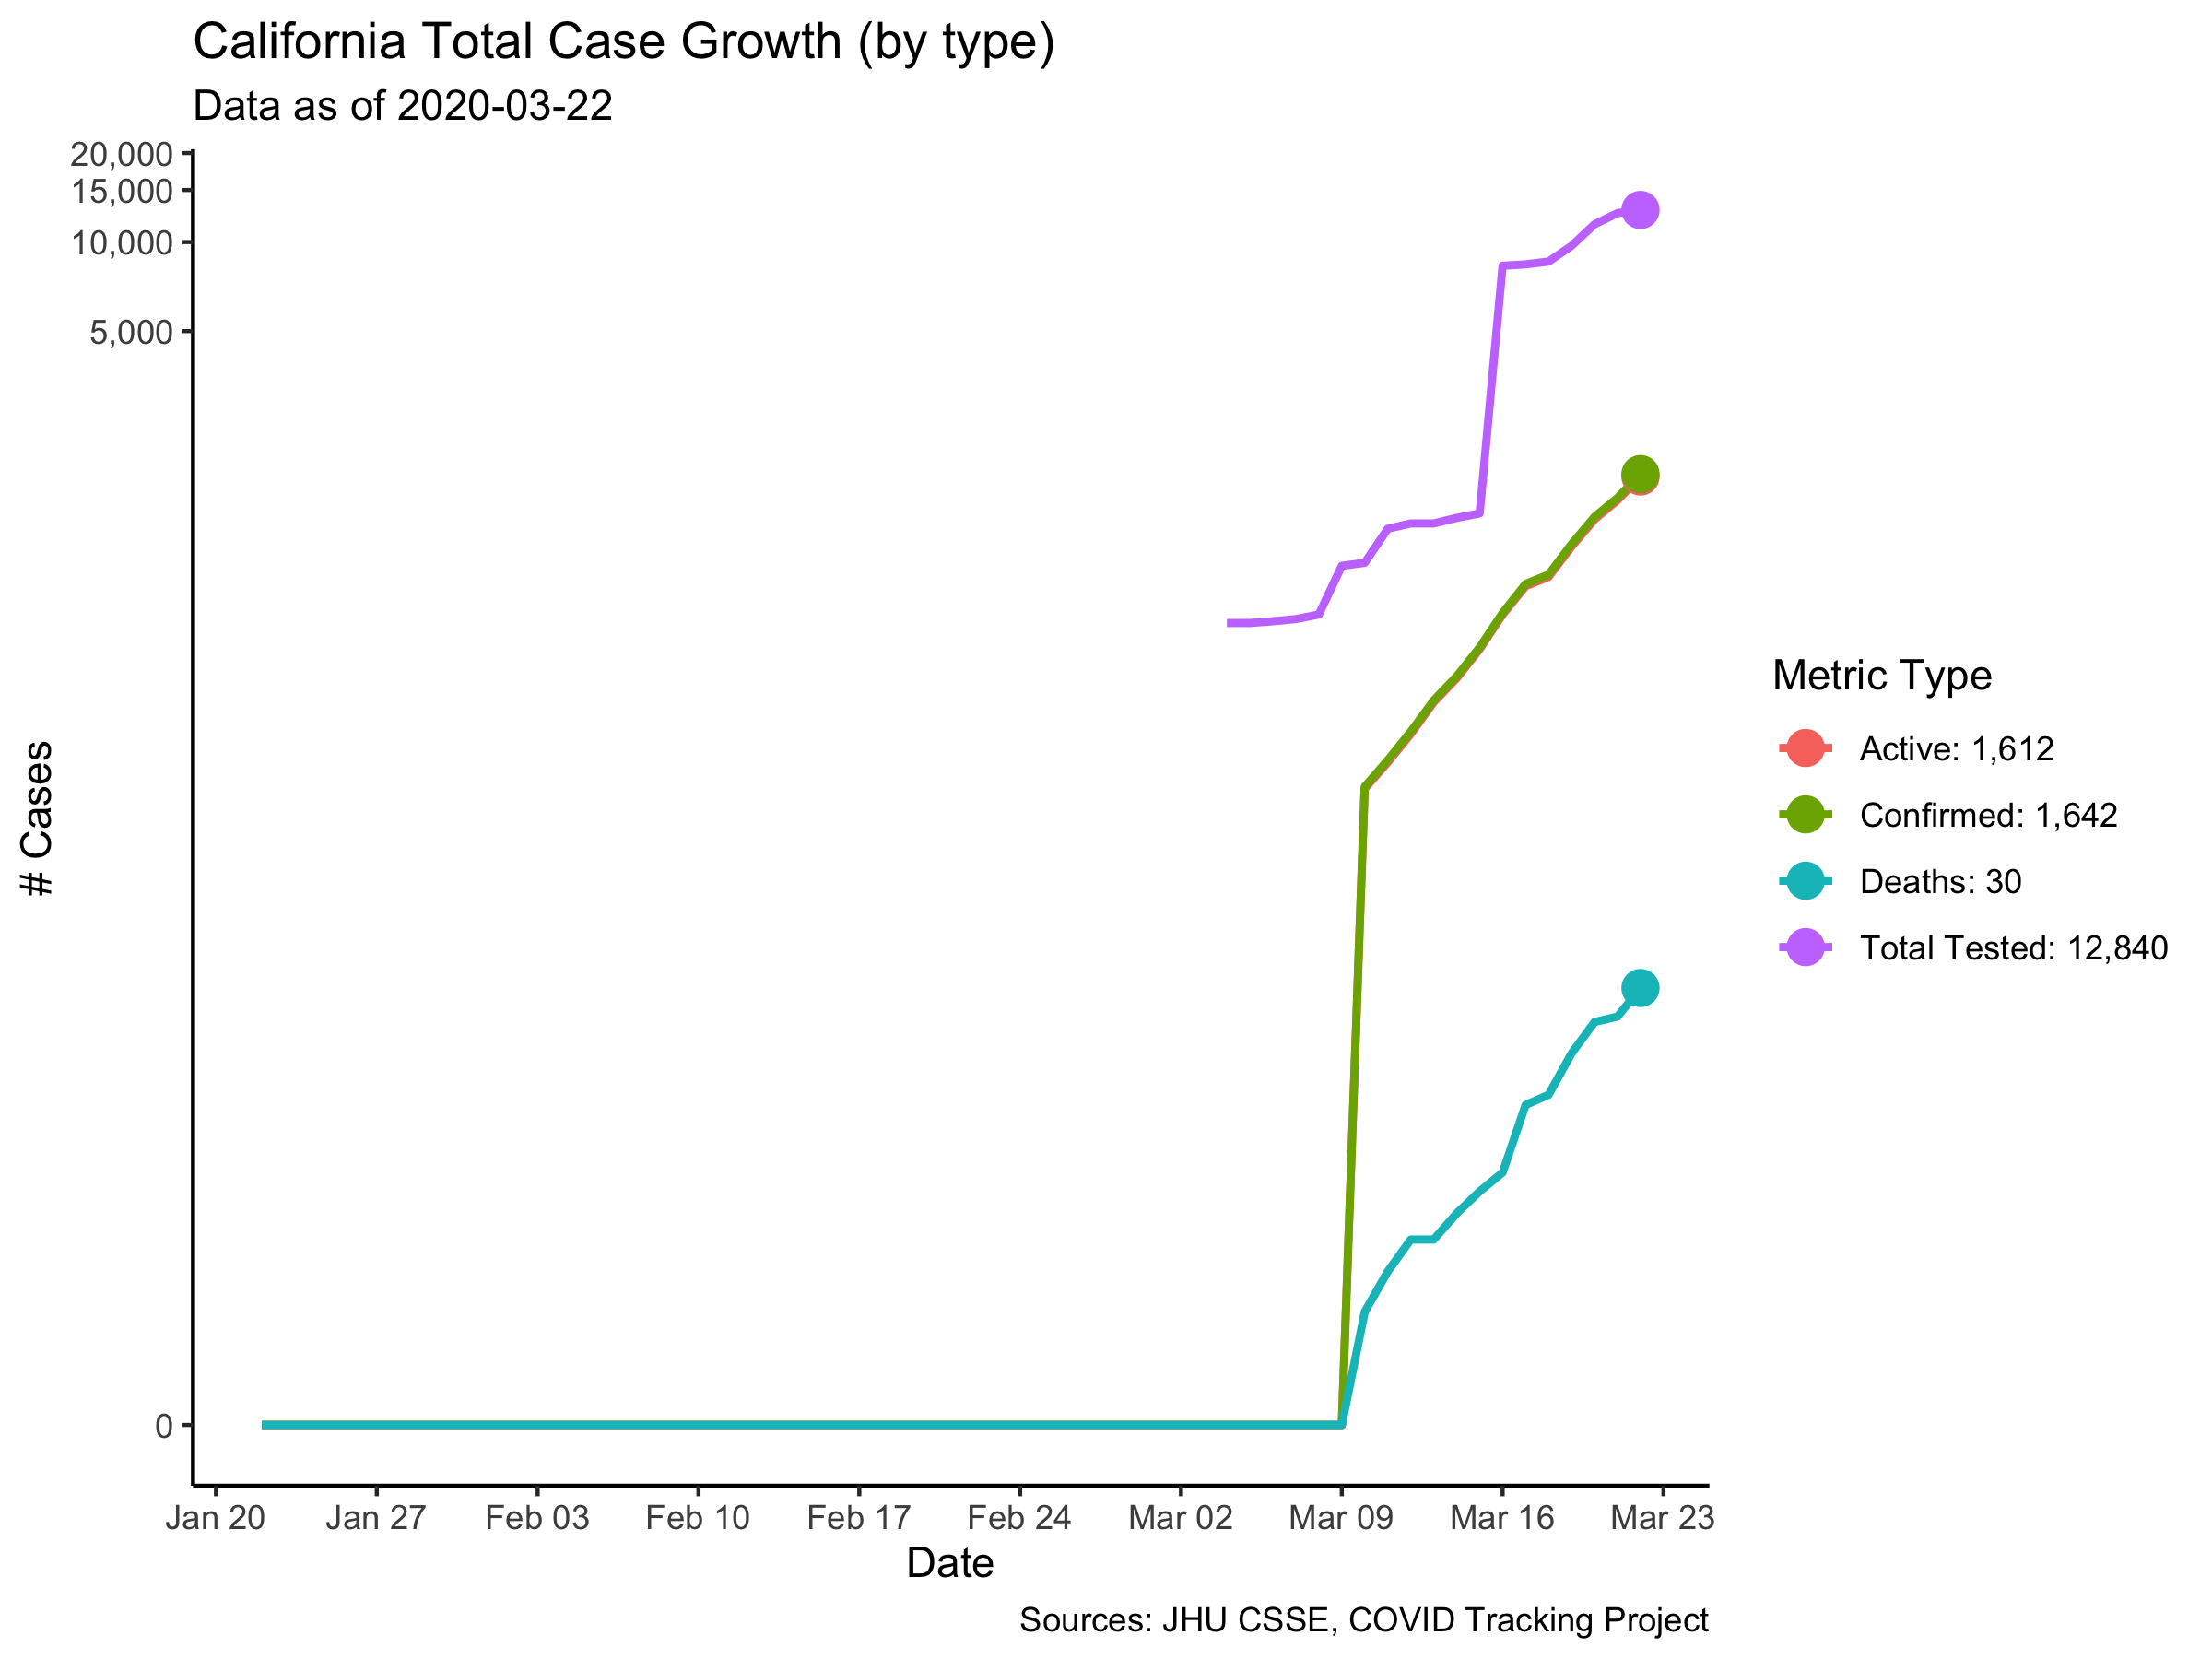 California Total Case Growth (by type)
Data as of 2020-03-22
20,000
15,000
10,000
5,000
0
# Cases
Jan 20 Jan 27 Feb 03 Feb 10 Feb 17 Feb 24 Mar 02 Mar 09 Mar 16 Mar 23
Date
Metric Type
Active: 1,612
Confirmed: 1,642
Deaths: 30
Total Tested: 12,840
Sources: JHU CSSE, COVID Tracking Project